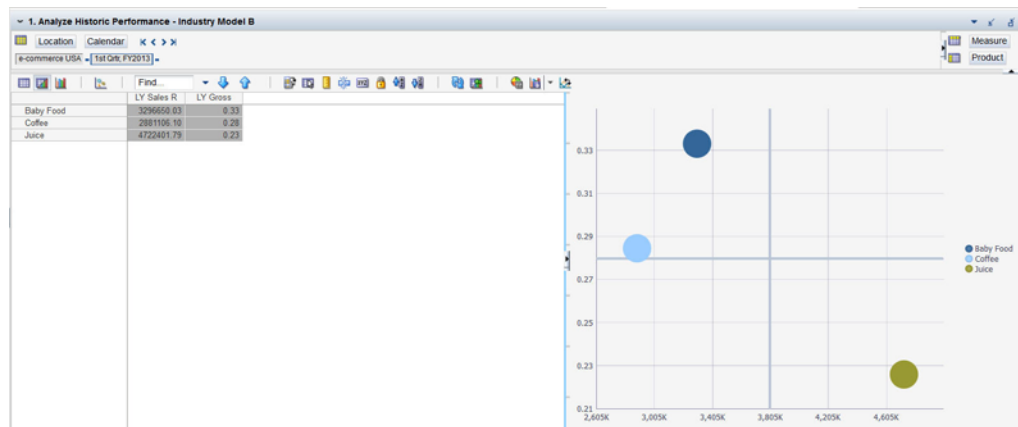 1. Analyze Historic Performance - Industry Model B
Location Calendar
Measure
e-commerce USA 1st Qrtr, FY2013
Product
Find...
LY Sales R LY Gross
Baby Food 3296650.03 0.33
Coffee 2881106.10 0.28
Juice 4722401.79 0.23
0.33
0.31
0.29
0.27
0.25
0.23
0.21
2,605K 3,005K 3,405K 3,805K 4,205K 4,605K
Baby Food
Coffee
Juice